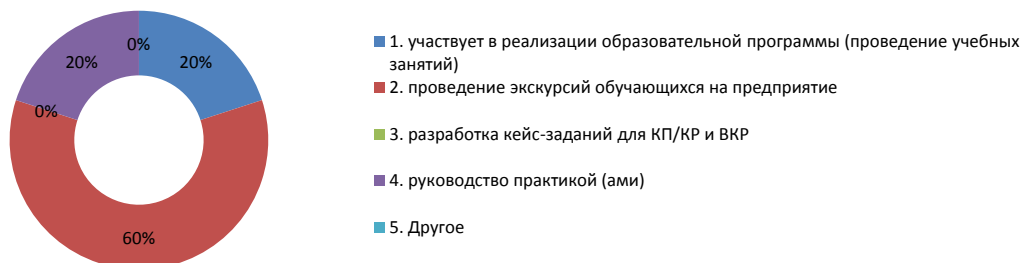 0%
20%
20%
0%
60%
1. участвует в реализации образовательной программы (проведение учебных
занятий)
2. проведение экскурсий обучающихся на предприятие
3. разработка кейс-заданий для КП/КР и ВКР
4. руководство практикой (ами)
5. Другое